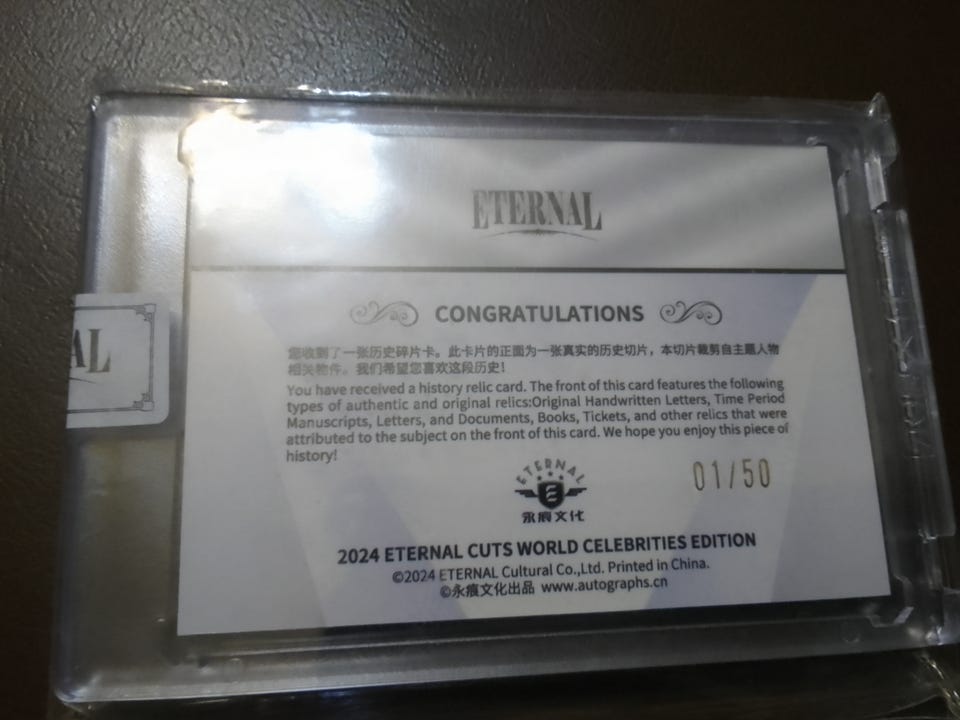 ETERNAL
AL
CONGRATULATIONS
您收到了一张历史碎片卡。此卡片的正面为一张真实的历史切片，本切片裁剪自主题人物
相关物件。我们希望您喜欢这段历史！
You have received a history relic card. The front of this card features the following
types of authentic and original relics:Original Handwritten Letters, Time Period
Manuscripts, Letters, and Documents, Books, Tickets, and other relics that were
attributed to the subject on the front of this card. We hope you enjoy this piece of
history!
01/50
ETERNAL
E
永痕文化
2024 ETERNAL CUTS WORLD CELEBRITIES EDITION
©2024 ETERNAL Cultural Co.,Ltd. Printed in China.
©永痕文化出品 www.autographs.cn